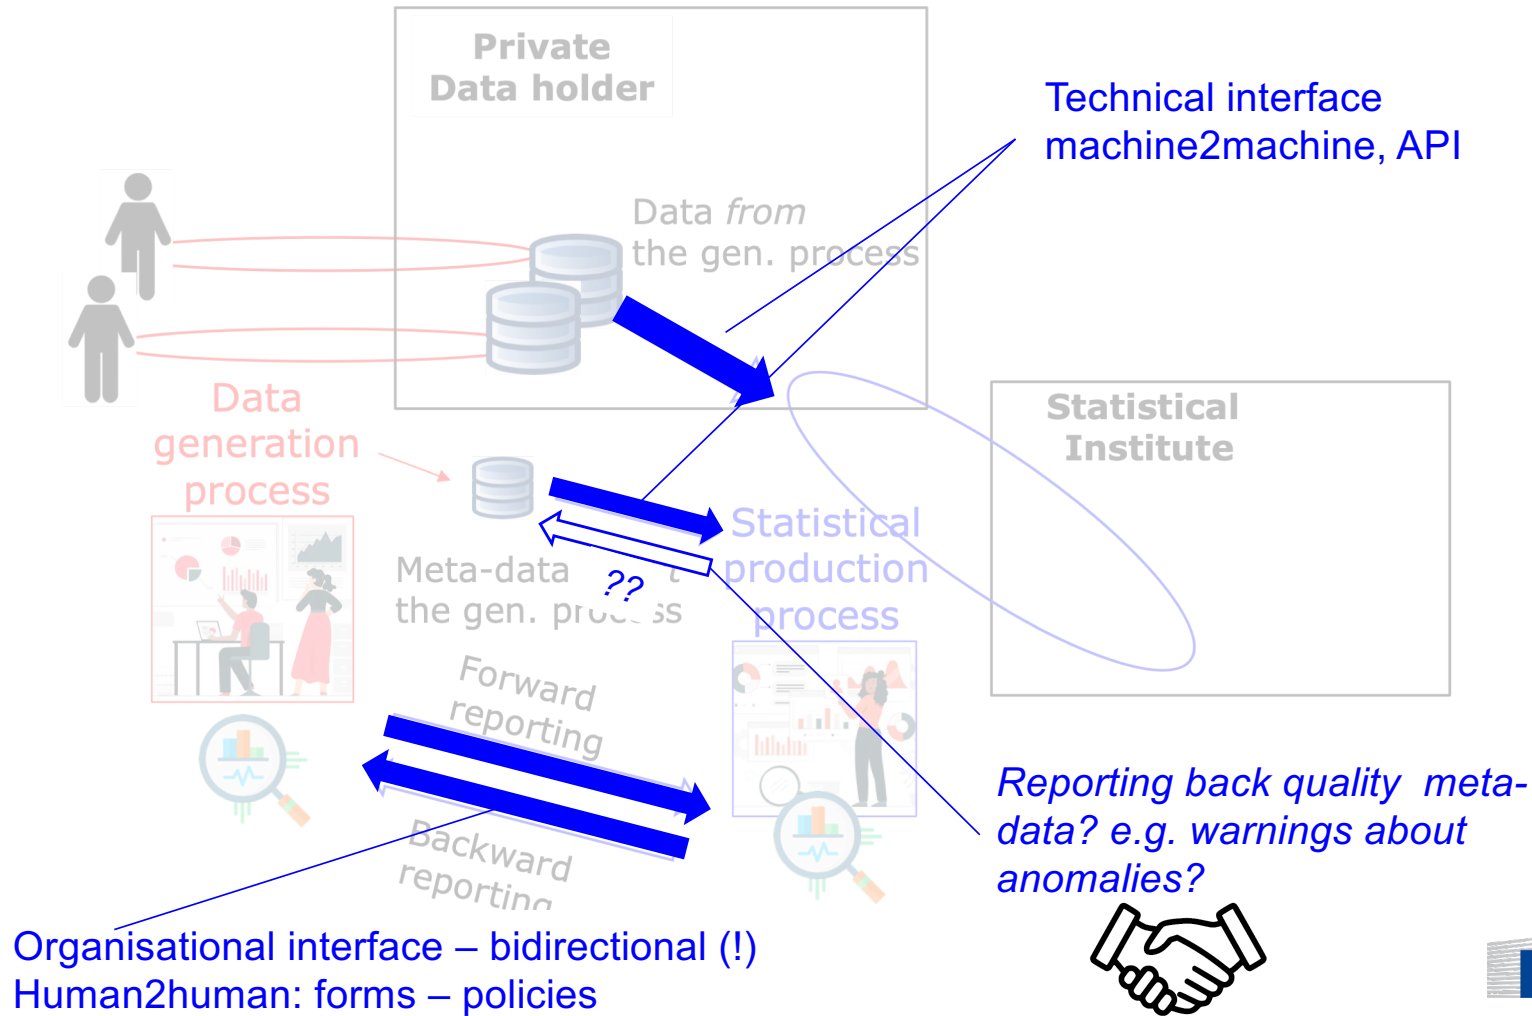 Private
Data holder
Technical interface
machine2machine, API
Data from
the gen. process
Data
generation
process
Statistical
Institute
Statistical
production
process
Meta-data
the gen. process
??
Forward
reporting
Backward
reporting
Reporting back quality meta-
data? e.g. warnings about
anomalies?
Organisational interface – bidirectional (!)
Human2human: forms – policies